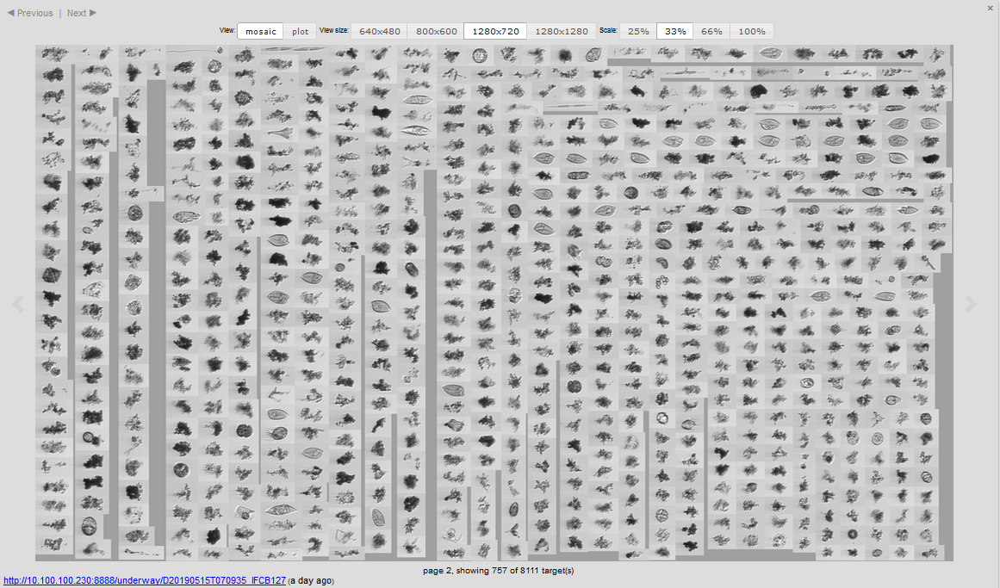 ◀ Previous | Next ▶
View: mosaic plot View size: 640x480 800x600 1280x720 1280x1280 Scale: 25% 33% 66% 100%
page 2, showing 757 of 8111 target(s)
http://10.100.100.230:8888/underway/D20190515T070935_IFCB127 (a day ago)